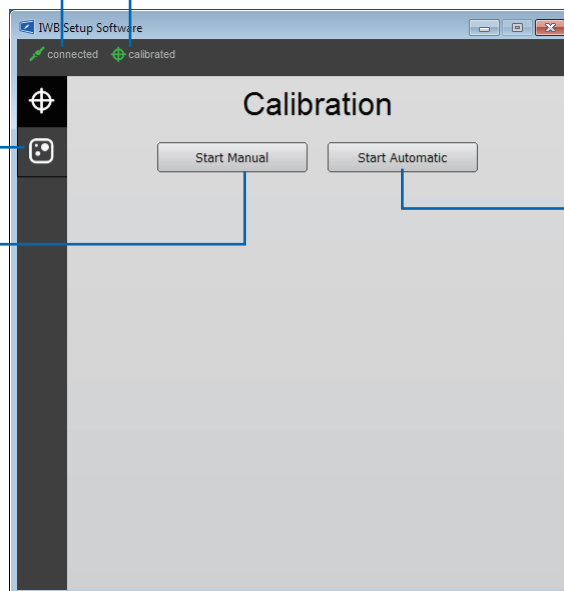 IWB Setup Software
connected calibrated
Calibration
Start Manual Start Automatic